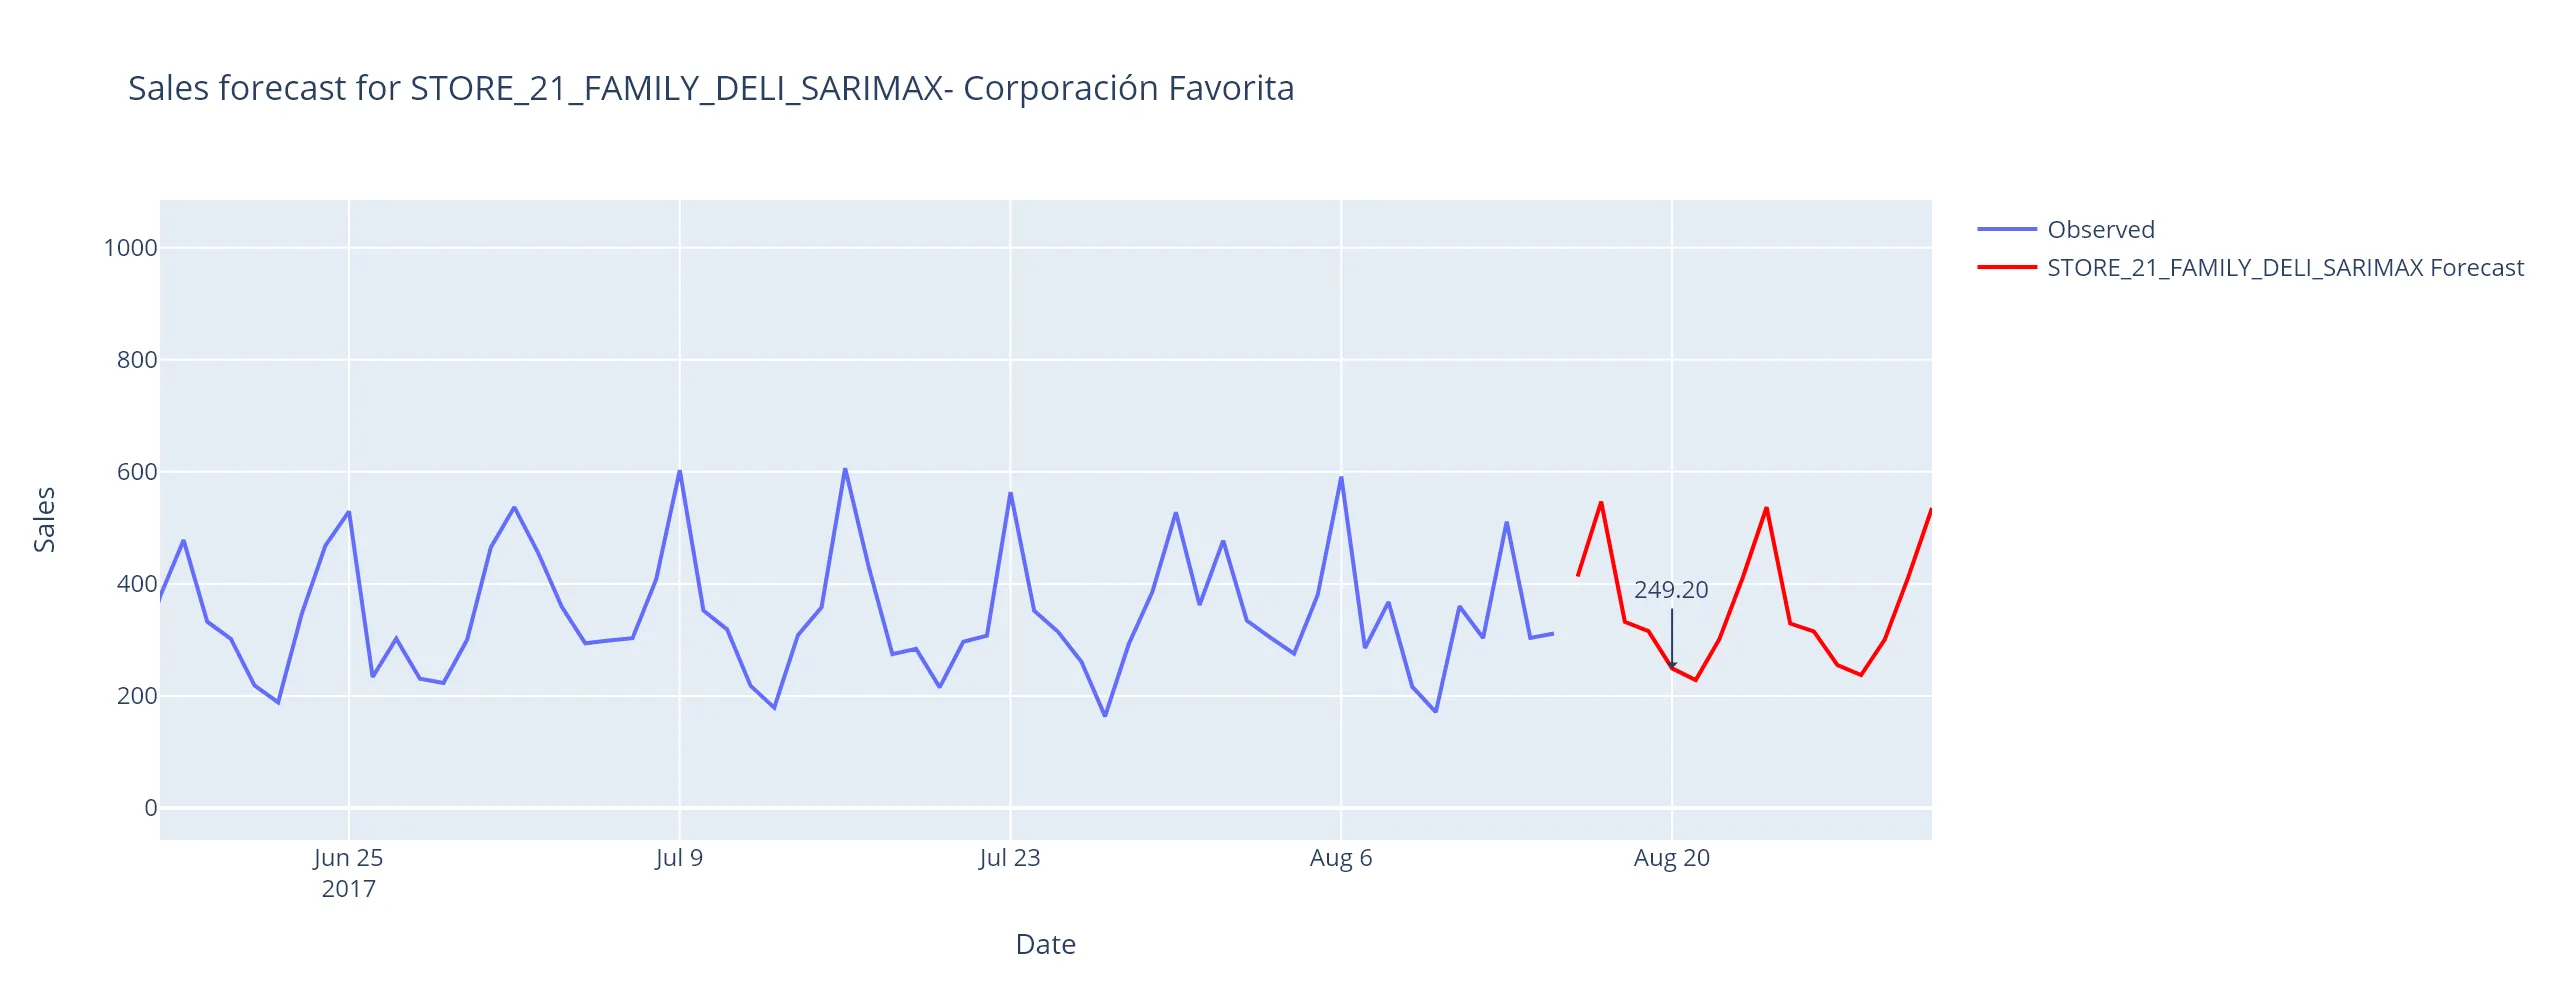 Sales forecast for STORE_21_FAMILY_DELI_SARIMAX- Corporación Favorita
Observed
STORE_21_FAMILY_DELI_SARIMAX Forecast
1000
800
600
400
200
0
Sales
249.20
Jun 25
2017
Jul 9
Jul 23
Aug 6
Aug 20
Date